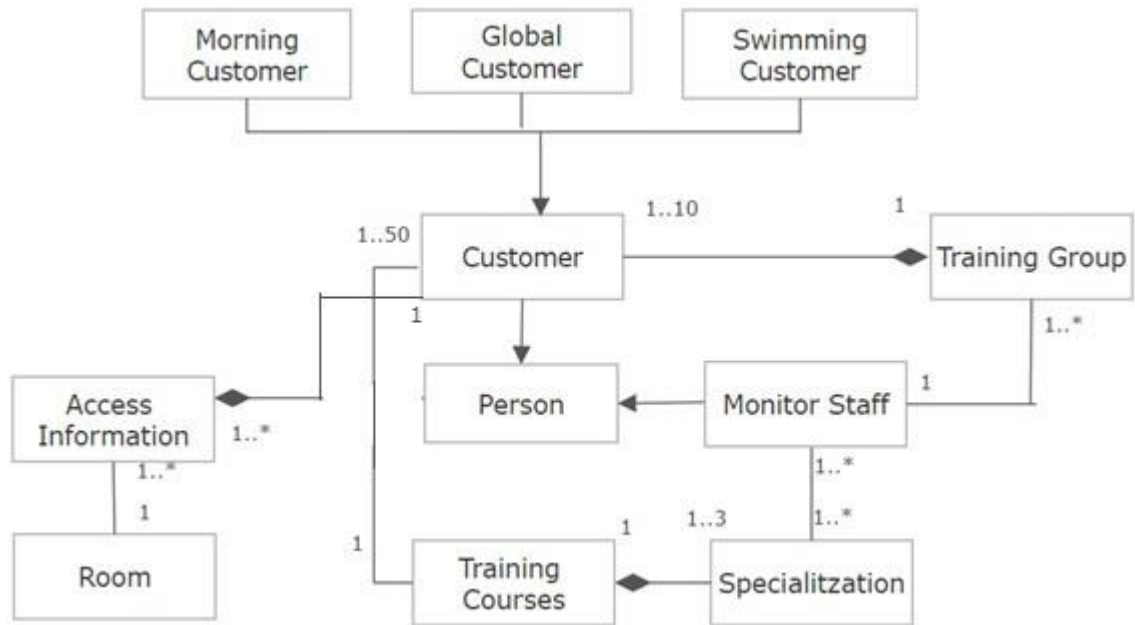 Morning
Customer
Global
Customer
Swimming
Customer
1..50
Customer
1..10
1
Training Group
1
1..*
Access
Information
1..*
Person
Monitor Staff
1
1..*
1
Room
1..*
1..*
1
Training
Courses
1
1..3
Specialitzation